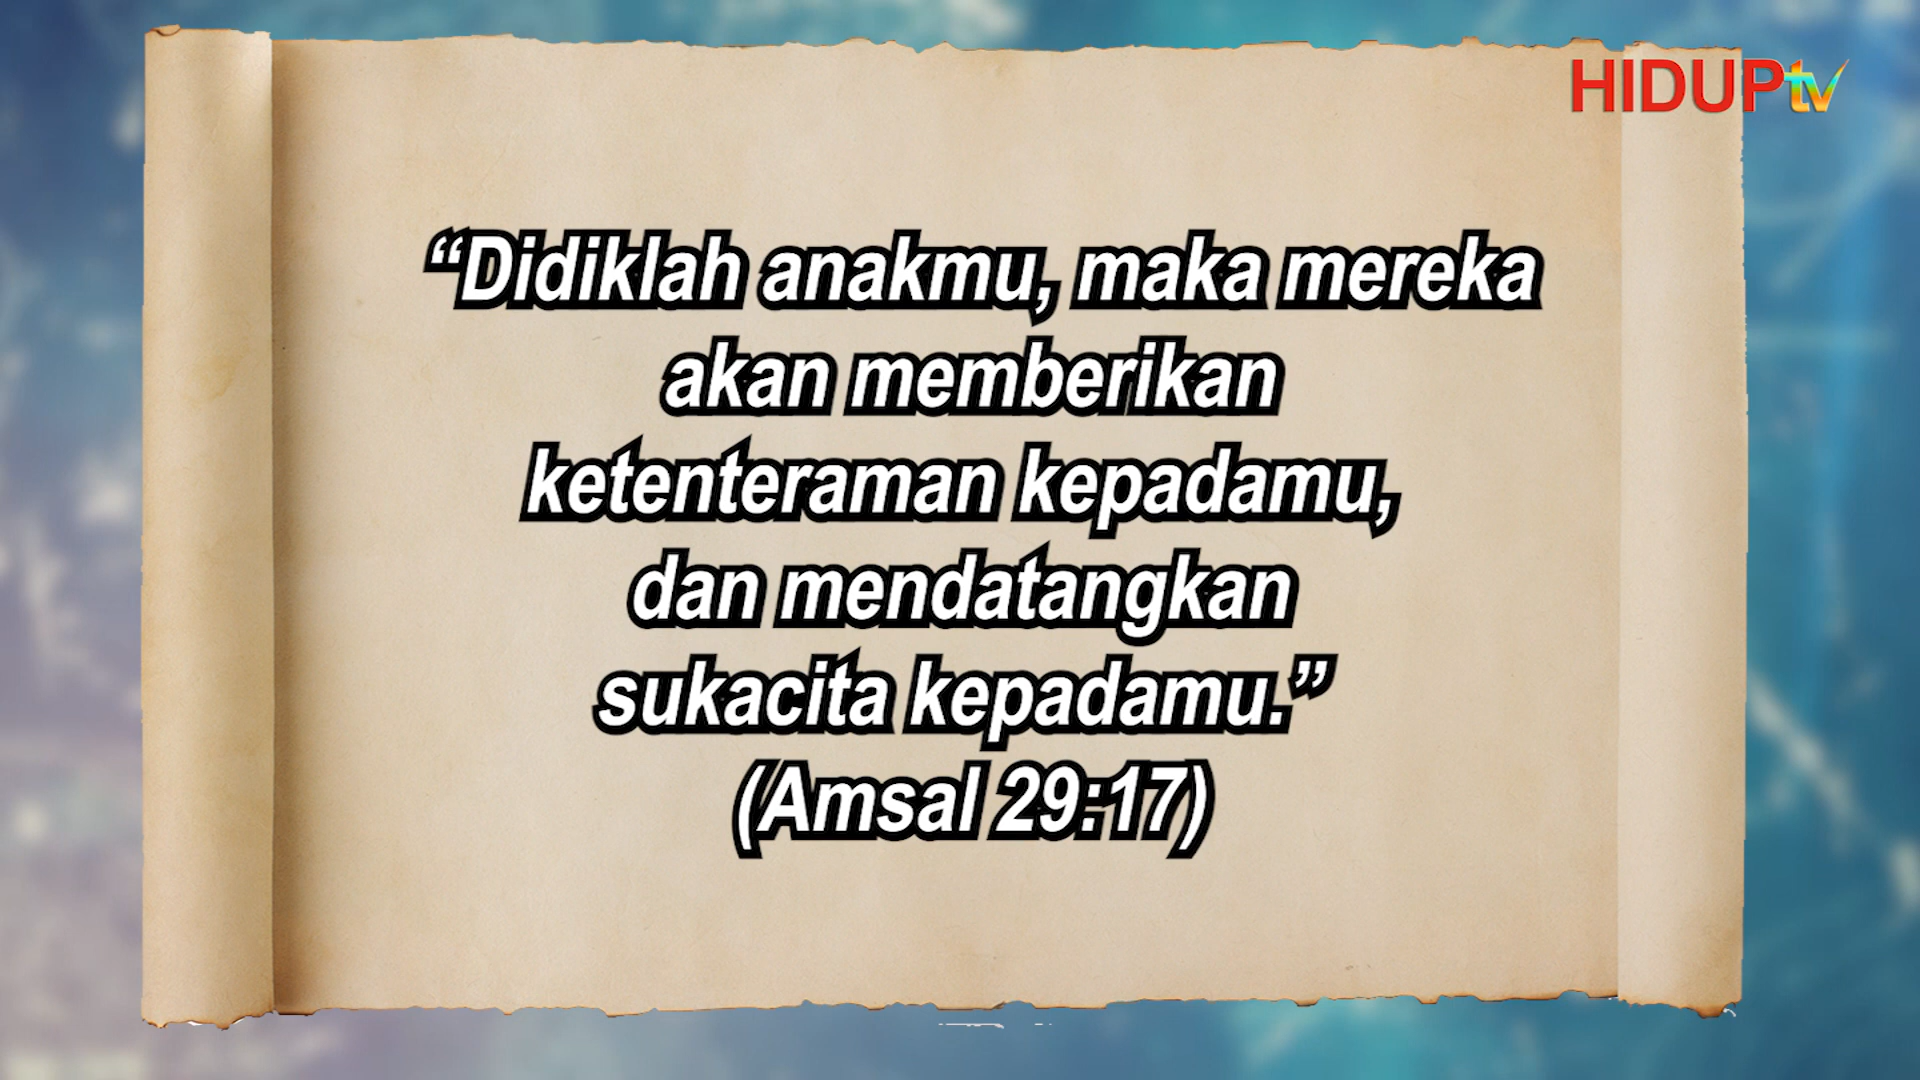 HIDUPtv
“Didiklah anakmu, maka mereka
akan memberikan
ketenteraman kepadamu,
dan mendatangkan
sukacita kepadamu.”
(Amsal 29:17)